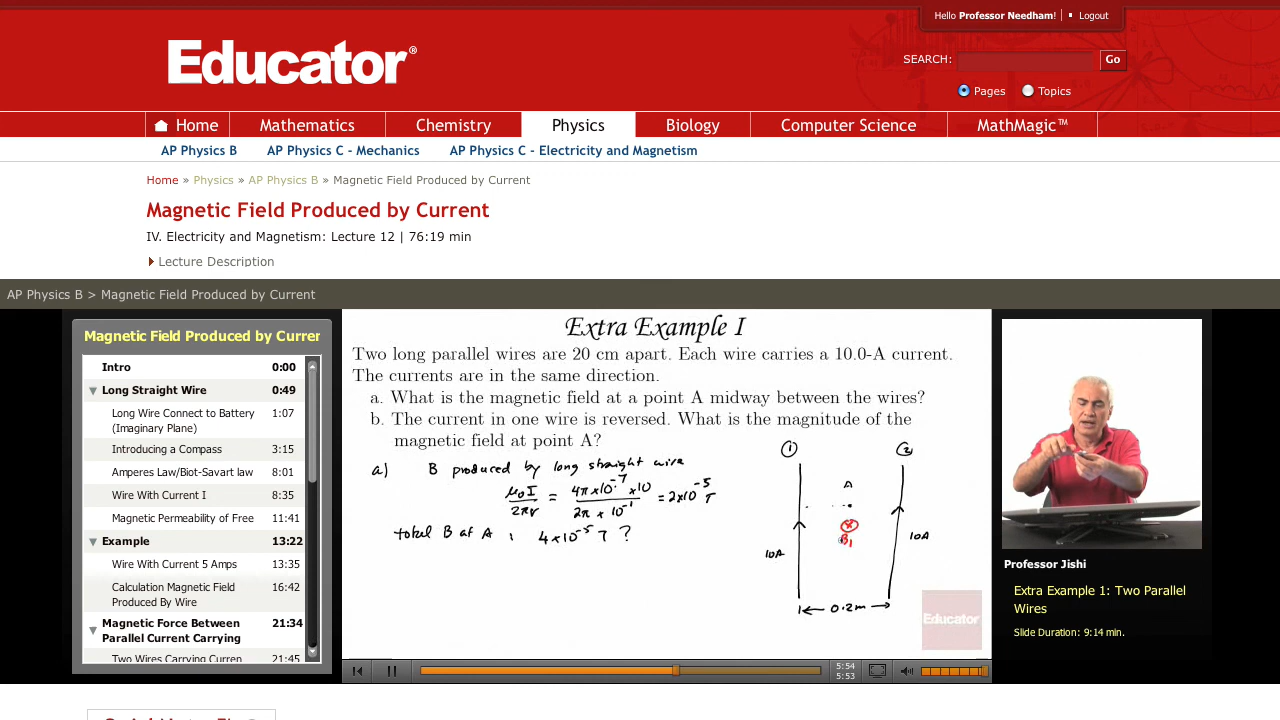 Hello Professor Needham! Logout
Educator®
SEARCH: Go
Pages Topics
Home Mathematics Chemistry Physics Biology Computer Science MathMagic™
AP Physics B AP Physics C - Mechanics AP Physics C - Electricity and Magnetism
Home » Physics » AP Physics B » Magnetic Field Produced by Current
Magnetic Field Produced by Current
IV. Electricity and Magnetism: Lecture 12 | 76:19 min
Lecture Description
AP Physics B > Magnetic Field Produced by Current
Magnetic Field Produced by Curren
Intro 0:00
Long Straight Wire 0:49
Long Wire Connect to Battery 1:07
(Imaginary Plane)
Introducing a Compass 3:15
Amperes Law/Biot-Savart law 8:01
Wire With Current I 8:35
Magnetic Permeability of Free 11:41
Example 13:22
Wire With Current 5 Amps 13:35
Calculation Magnetic Field 16:42
Produced By Wire
Magnetic Force Between 21:34
Parallel Current Carrying
Two Wires Carrying Curren 21:45
Extra Example I
Two long parallel wires are 20 cm apart. Each wire carries a 10.0-A current.
The currents are in the same direction.
a. What is the magnetic field at a point A midway between the wires?
b. The current in one wire is reversed. What is the magnitude of the
magnetic field at point A?
a) B produced by long straight wire
μ₀I / 2πr = 4π×10⁻⁷ ×10 / 2π × 10⁻¹ = 2×10⁻⁵ T
total B at A : 4×10⁻⁵ T ?
1 2
A
B₁
10A 10A
0.2m
Educator
5:54
5:53
Professor Jishi
Extra Example 1: Two Parallel
Wires
Slide Duration: 9:14 min.